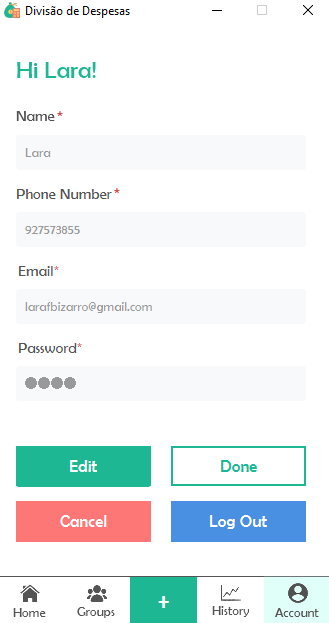 Divisão de Despesas
Hi Lara!
Name*
Lara
Phone Number*
927573855
Email*
larafbizarro@gmail.com
Password*
Edit
Done
Cancel
Log Out
Home
Groups
+
History
Account